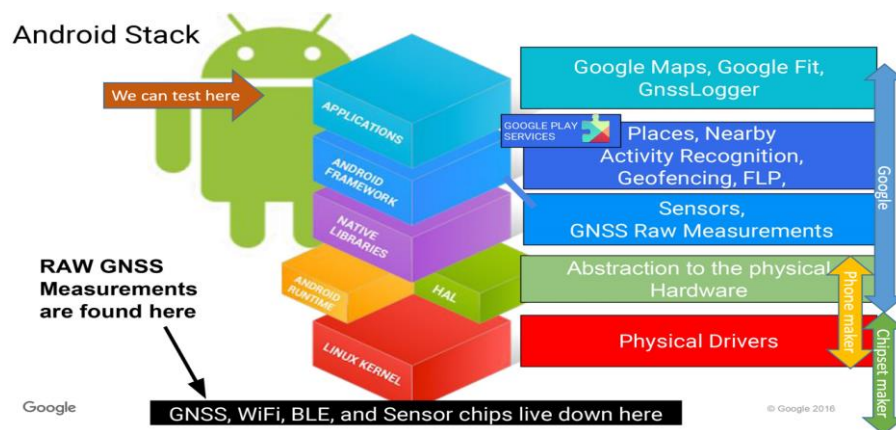 Android Stack
We can test here
APPLICATIONS
ANDROID
FRAMEWORK
NATIVE
LIBRARIES
ANDROID
RUNTIME
HAL
LINUX KERNEL
Google Maps, Google Fit,
GnssLogger
GOOGLE PLAY
SERVICES
Places, Nearby
Activity Recognition,
Geofencing, FLP,
Sensors,
GNSS Raw Measurements
Abstraction to the physical
Hardware
Physical Drivers
Google
Phone maker
Chipset maker
RAW GNSS
Measurements
are found here
GNSS, WiFi, BLE, and Sensor chips live down here
Google
© Google 2016